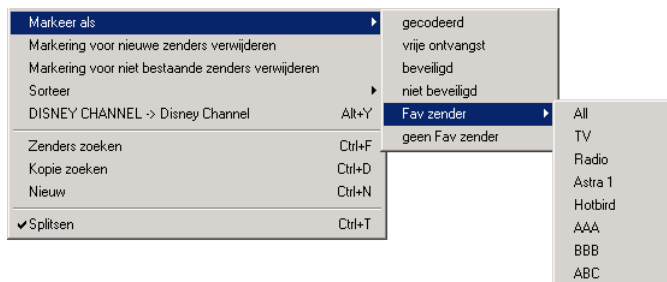 Markeer als
Markering voor nieuwe zenders verwijderen
Markering voor niet bestaande zenders verwijderen
Sorteer
DISNEY CHANNEL -> Disney Channel Alt+Y
Zenders zoeken Ctrl+F
Kopie zoeken Ctrl+D
Nieuw Ctrl+N
Splitsen Ctrl+T
gecodeerd
vrije ontvangst
beveiligd
niet beveiligd
Fav zender
geen Fav zender
All
TV
Radio
Astra 1
Hotbird
AAA
BBB
ABC